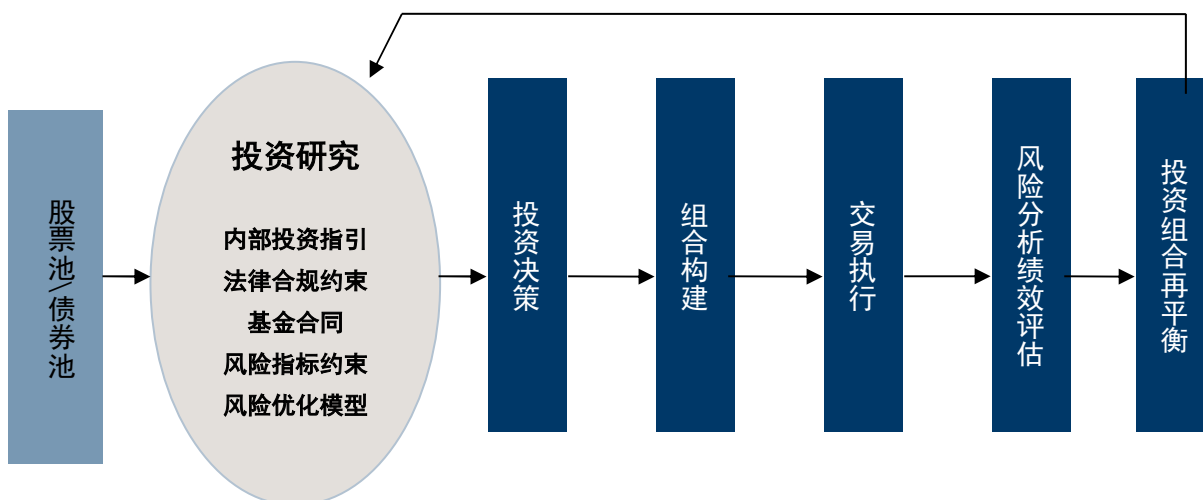 股票池/债券池
投资研究
内部投资指引
法律合规约束
基金合同
风险指标约束
风险优化模型
投资决策
组合构建
交易执行
风险分析绩效评估
投资组合再平衡